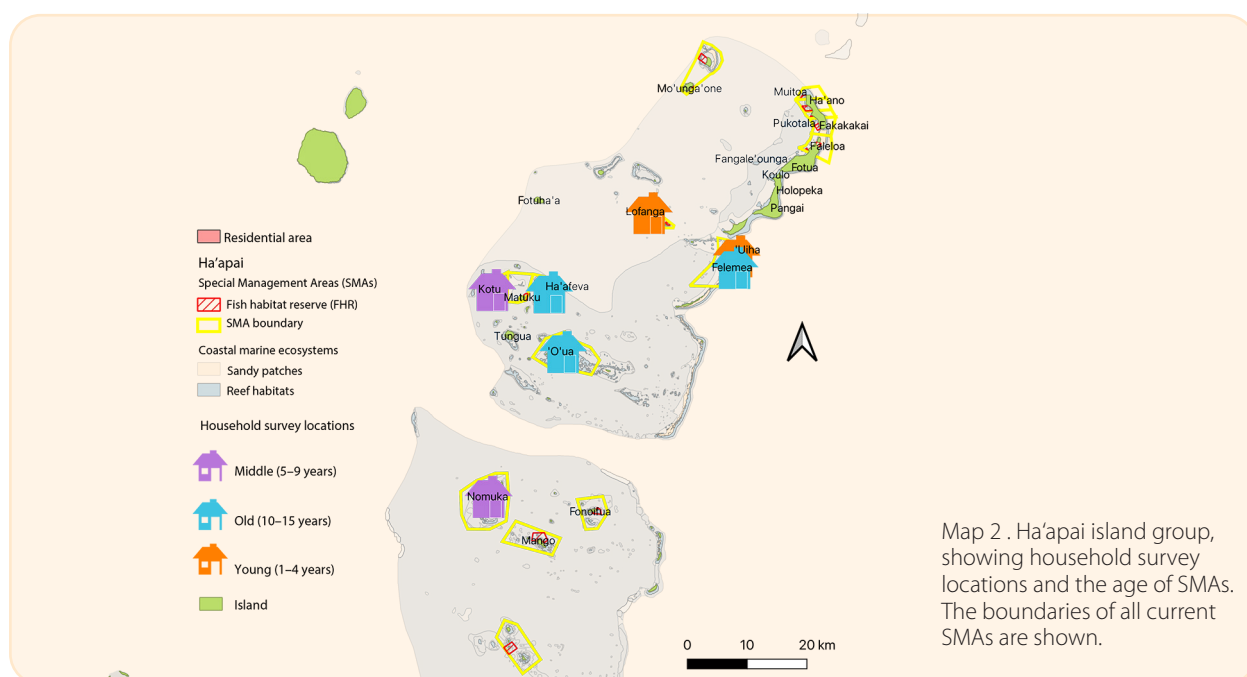 Mo'unga'one
Muitoa
Ha'ano
Pukotala
Fakakakai
Faleloa
Fangale'ounga
Fotua
Koulo
Holopeka
Pangai
Fotuha'a
Lofanga
'Uiha
Felemea
Kotu
Matuku
Ha'afeva
Tungua
'O'ua
Nomuka
Fonoifua
Mango
Residential area
Ha'apai
Special Management Areas (SMAs)
Fish habitat reserve (FHR)
SMA boundary
Coastal marine ecosystems
Sandy patches
Reef habitats
Household survey locations
Middle (5–9 years)
Old (10–15 years)
Young (1–4 years)
Island
0 10 20 km
Map 2 . Ha‘apai island group,
showing household survey
locations and the age of SMAs.
The boundaries of all current
SMAs are shown.